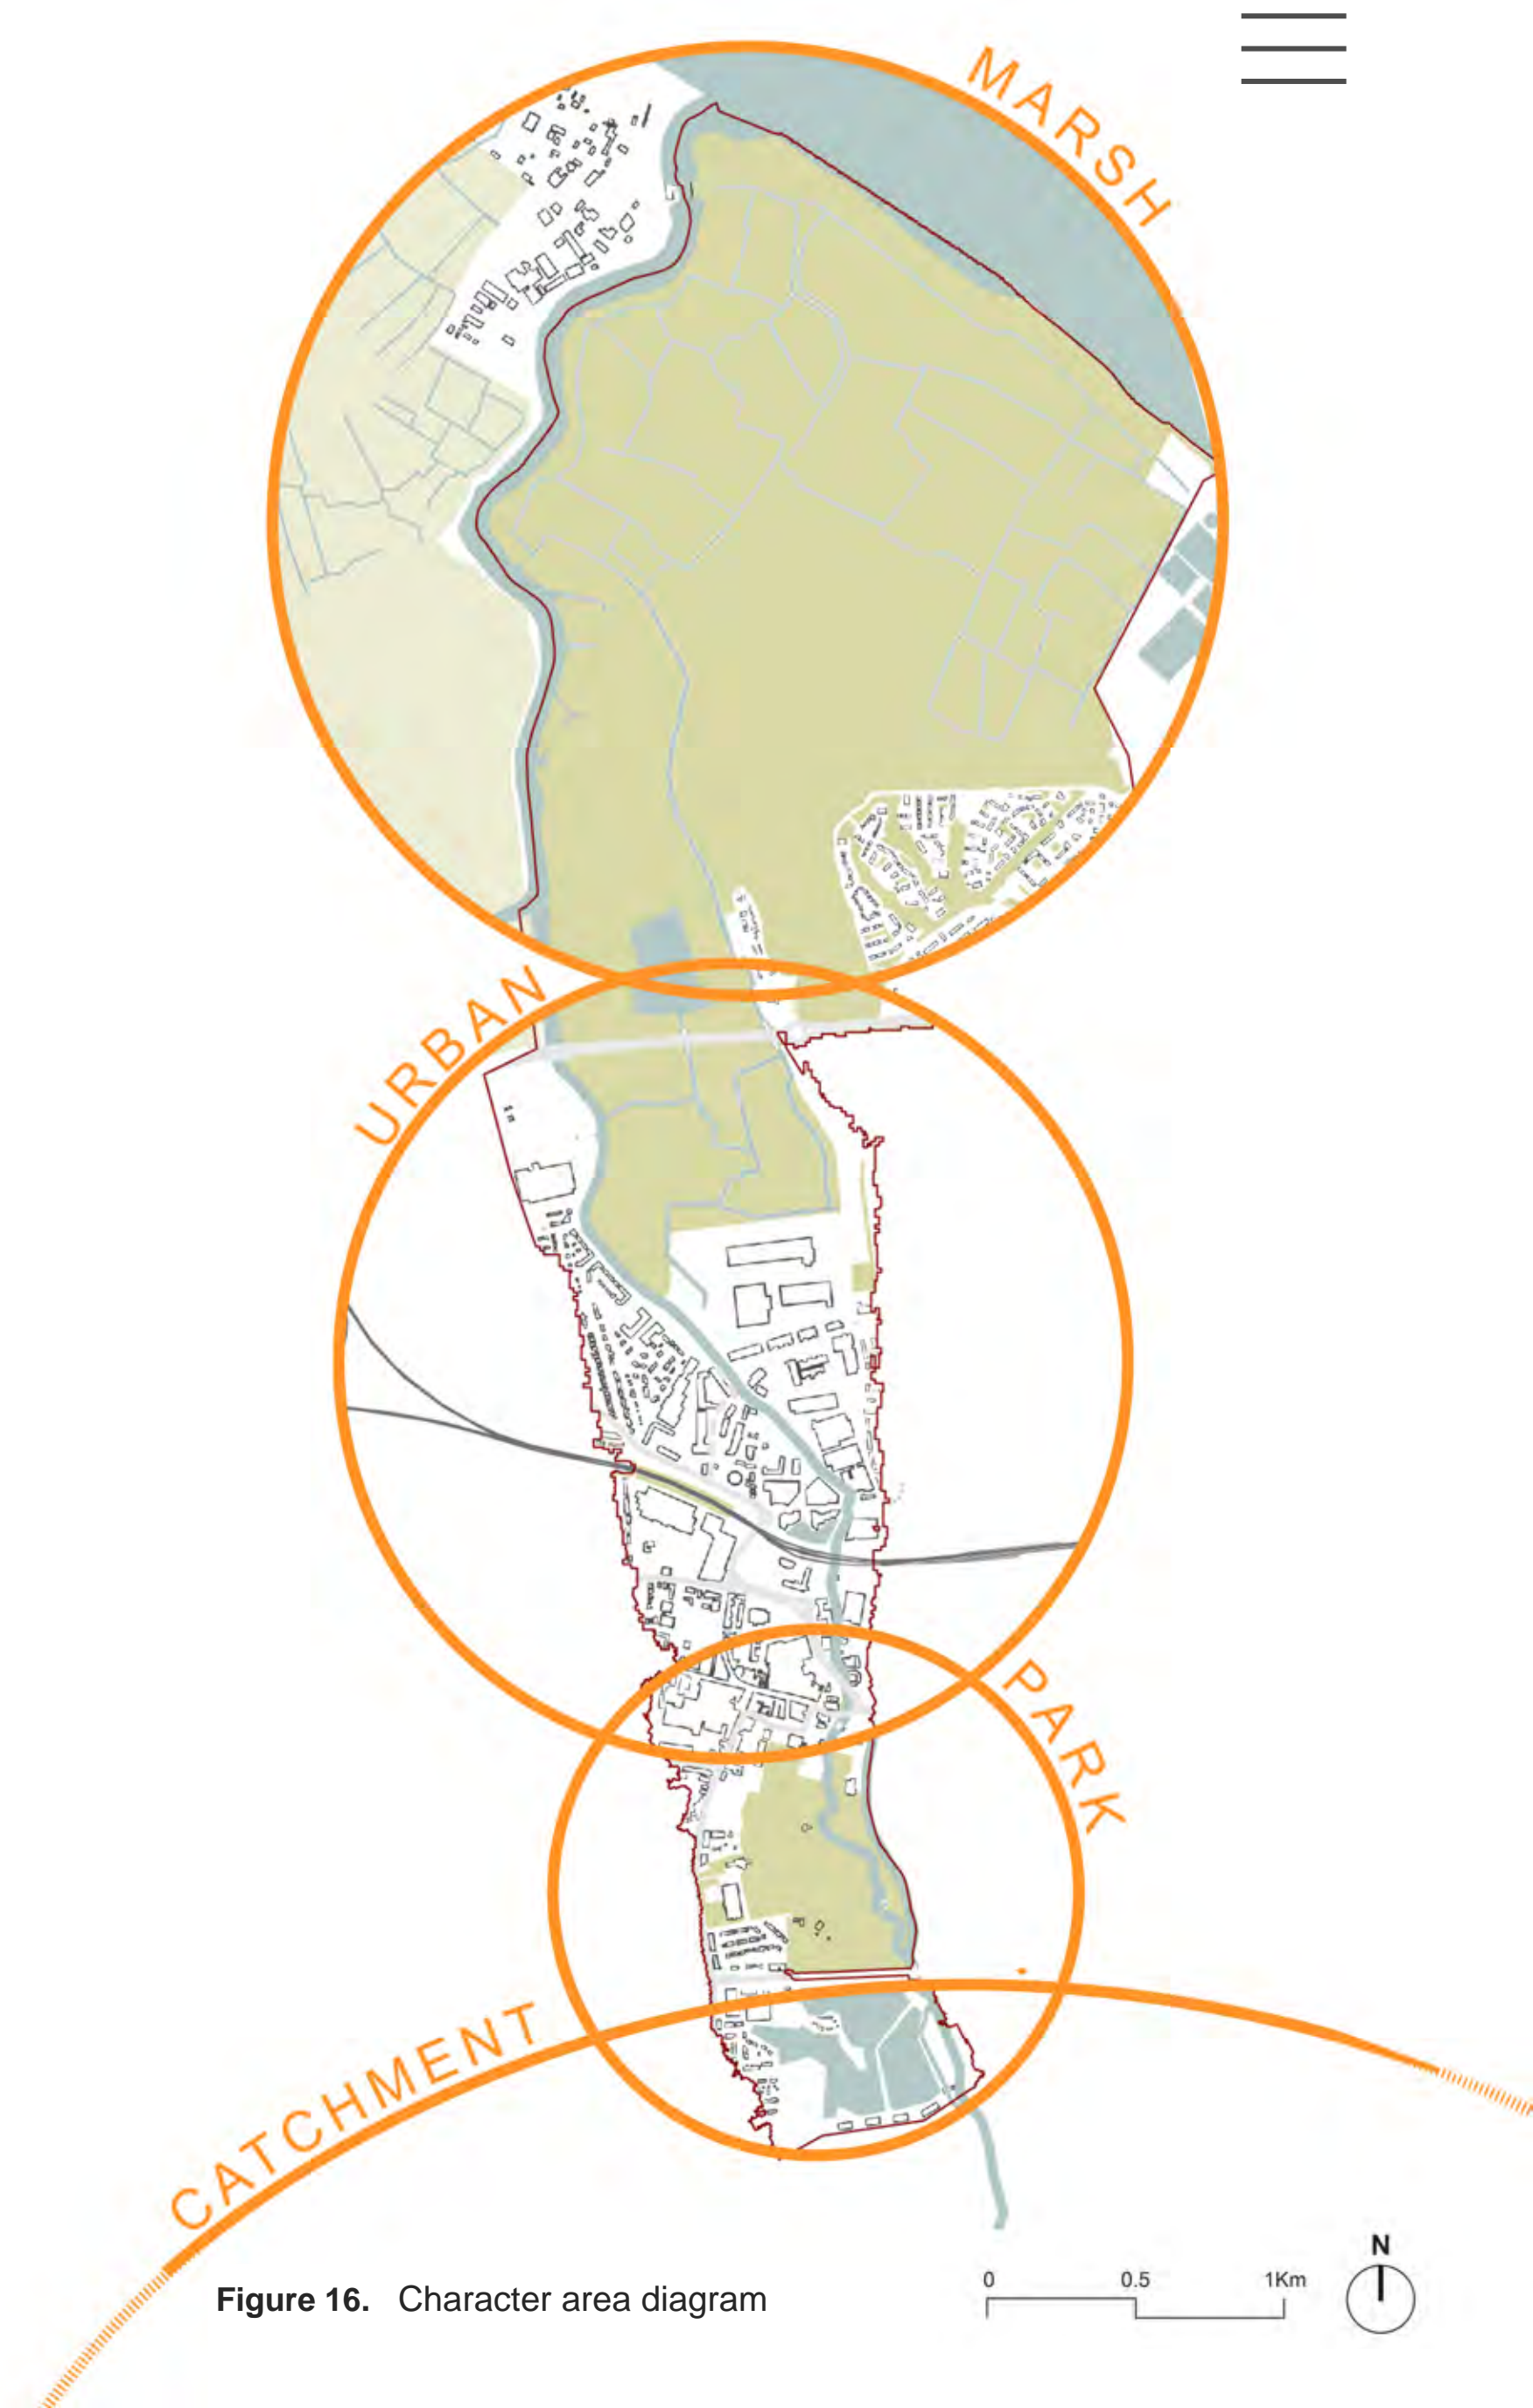 MARSH
URBAN
PARK
CATCHMENT
Figure 16. Character area diagram
0 0.5 1Km
N